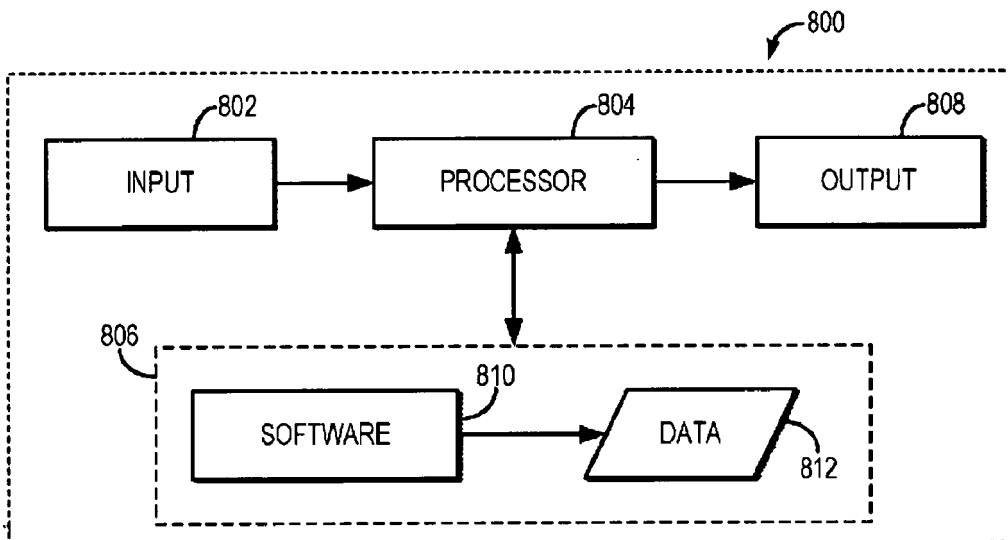 800
802
804
808
INPUT
PROCESSOR
OUTPUT
806
810
SOFTWARE
DATA
812